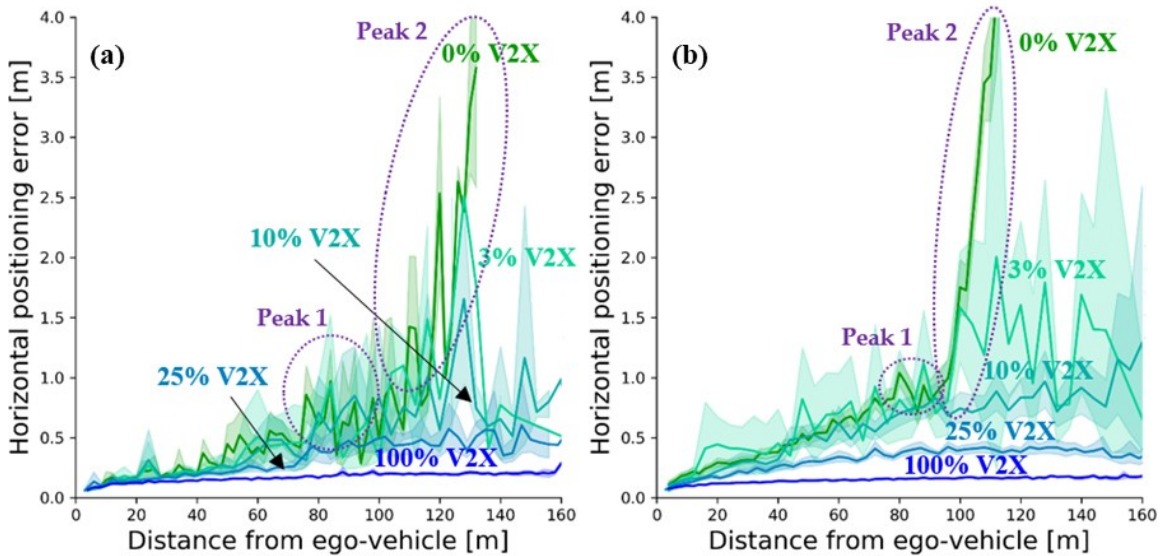 (a)
Peak 2
0% V2X
10% V2X
3% V2X
Peak 1
25% V2X
100% V2X
Horizontal positioning error [m]
4.0
3.5
3.0
2.5
2.0
1.5
1.0
0.5
0.0
0 20 40 60 80 100 120 140 160
Distance from ego-vehicle [m]
(b)
Peak 2
0% V2X
3% V2X
Peak 1
10% V2X
25% V2X
100% V2X
Horizontal positioning error [m]
4.0
3.5
3.0
2.5
2.0
1.5
1.0
0.5
0.0
0 20 40 60 80 100 120 140 160
Distance from ego-vehicle [m]